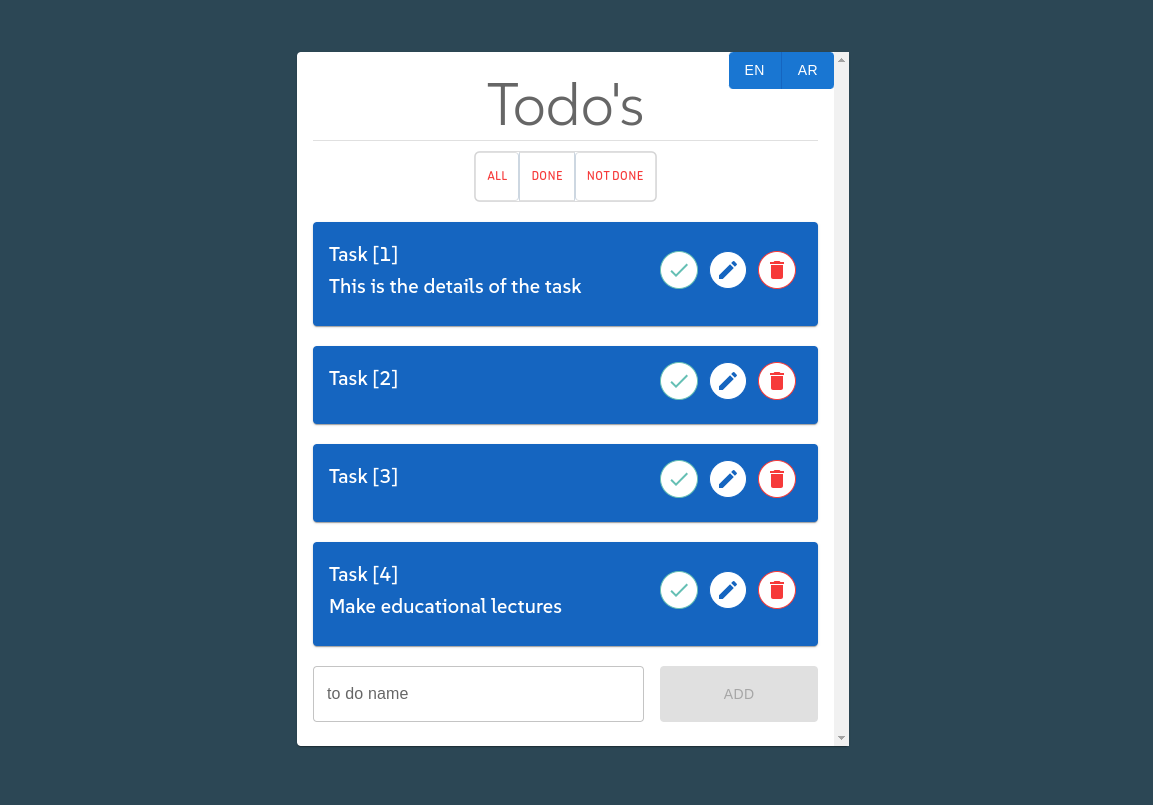 EN AR
Todo's
ALL DONE NOT DONE
Task [1]
This is the details of the task
Task [2]
Task [3]
Task [4]
Make educational lectures
to do name
ADD